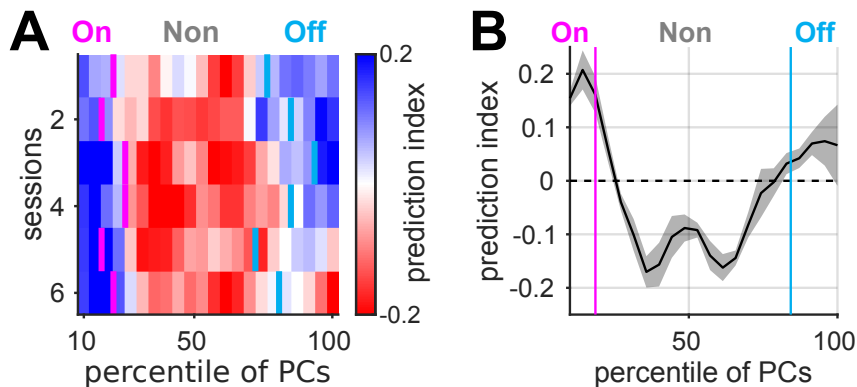 A
On Non Off
sessions
2
4
6
10 50 100
percentile of PCs
0.2
-0.2
prediction index
B
On Non Off
prediction index
0.2
0.1
0
-0.1
-0.2
50 100
percentile of PCs